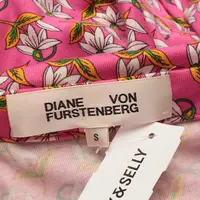 DIANE VON
FURSTENBERG
S
& SELLY